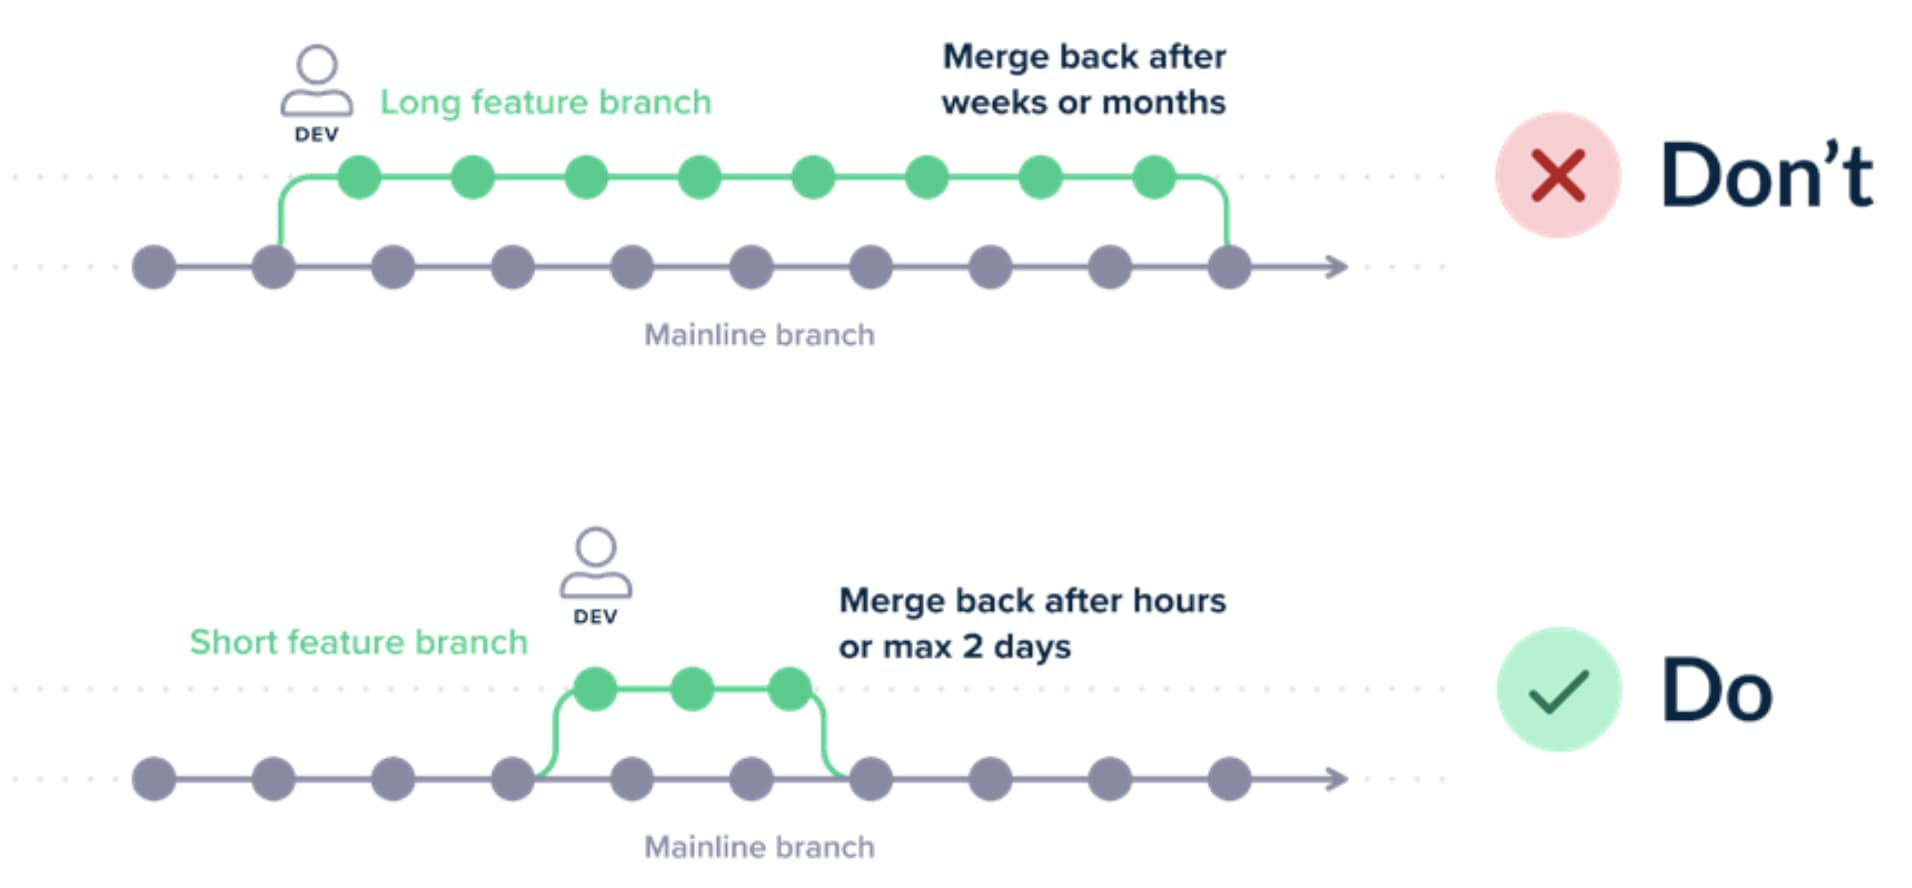 Long feature branch
Merge back after
weeks or months
DEV
Don’t
Mainline branch
Short feature branch
DEV
Merge back after hours
or max 2 days
Do
Mainline branch